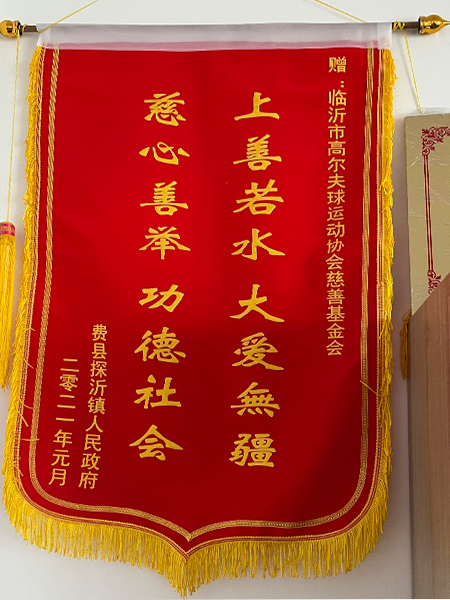 赠：临沂市高尔夫球运动协会慈善基金会
上善若水 大爱無疆
慈心善举 功德社会
费县探沂镇人民政府
二零二一年元月